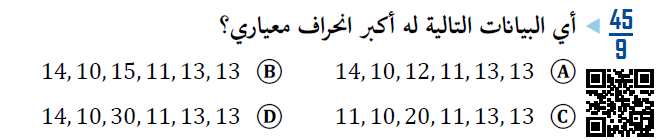 45/9 أي البيانات التالية له أكبر انحراف معياري؟
A 14, 10, 12, 11, 13, 13 B 14, 10, 15, 11, 13, 13
C 11, 10, 20, 11, 13, 13 D 14, 10, 30, 11, 13, 13